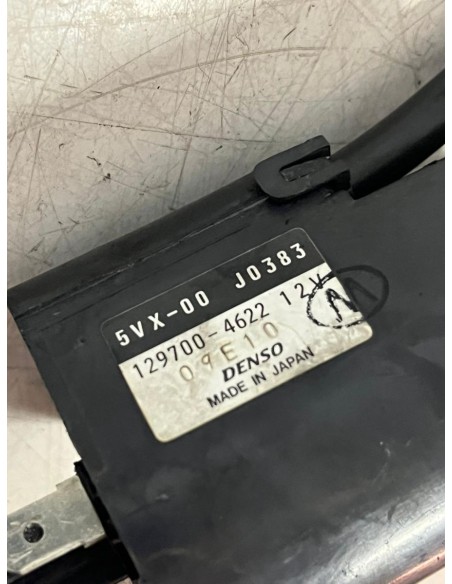 5VX-00 J0383
129700-4622 12V
09E10
DENSO
MADE IN JAPAN
M